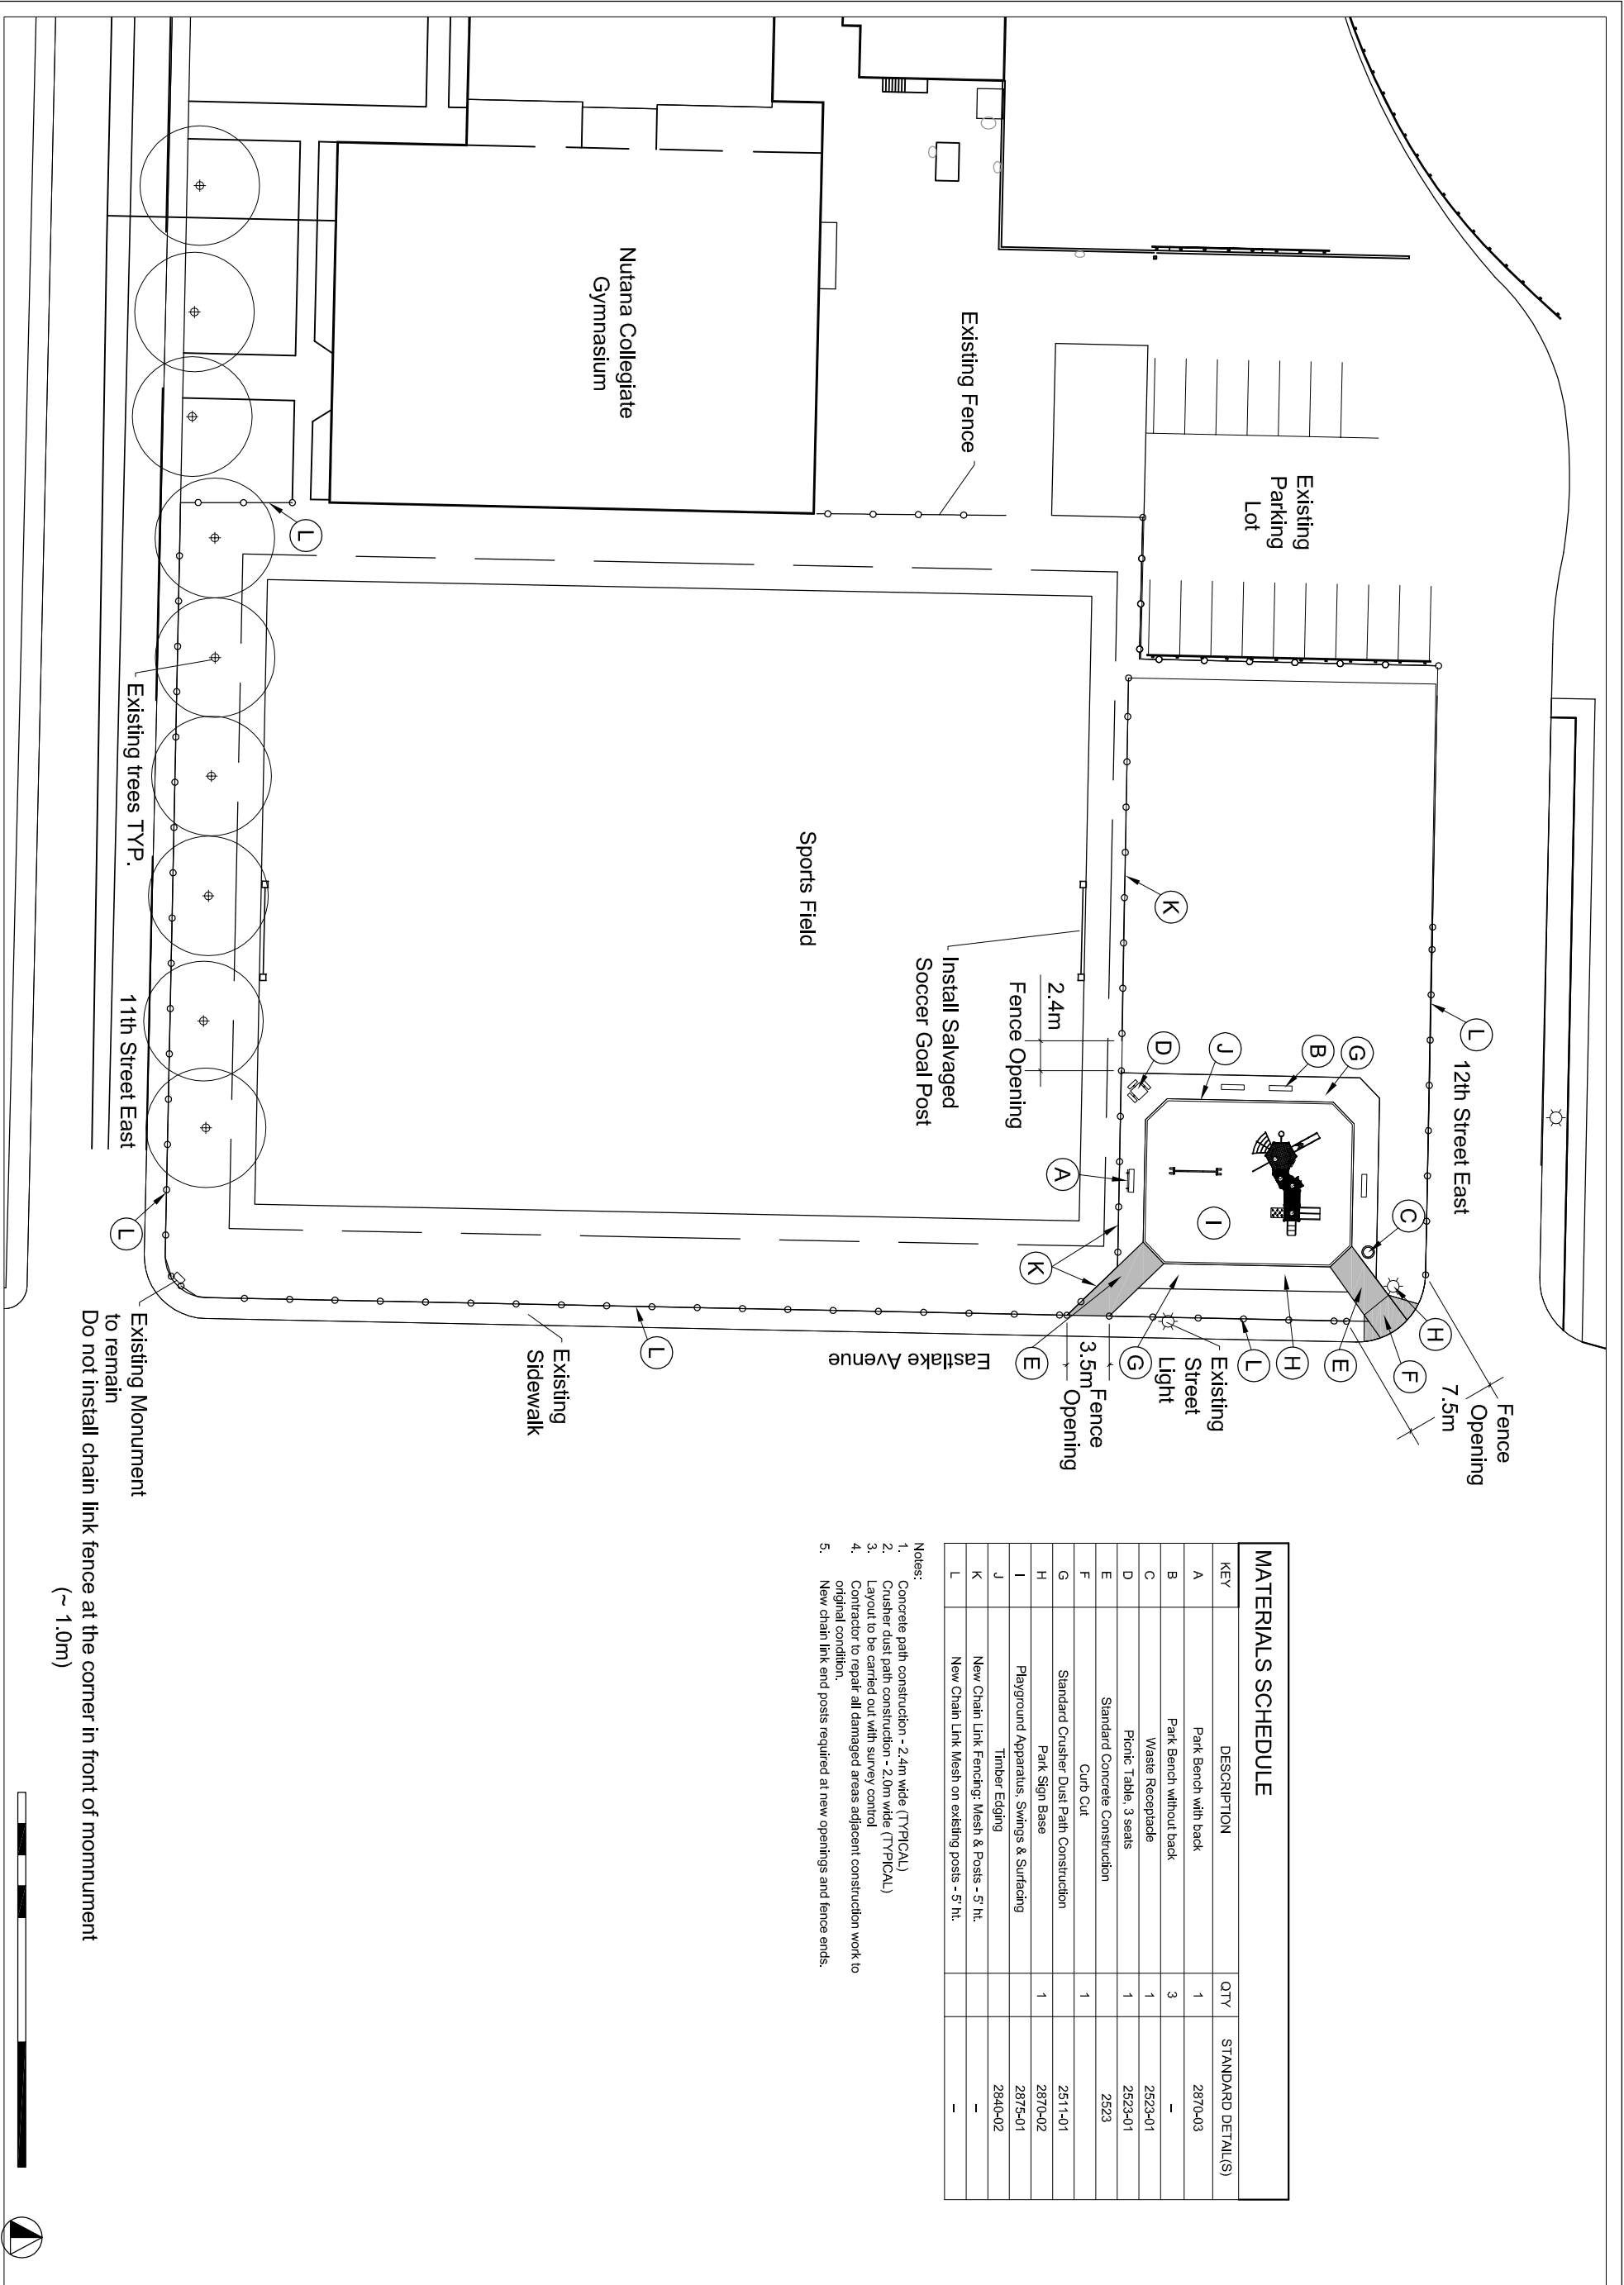 Nutana Collegiate
Gymnasium
Existing Fence
Existing
Parking
Lot
L
Existing trees TYP.
11th Street East
Sports Field
K
Install Salvaged
Soccer Goal Post
2.4m
Fence Opening
L
12th Street East
D
J
B
G
A
I
C
K
L
H
E
F
H
L
E
G
Fence
Opening
7.5m
Existing
Street
Light
Fence
3.5m
Opening
Eastlake Avenue
L
Existing
Sidewalk
Existing Monument
to remain
Do not install chain link fence at the corner in front of momnument
(~ 1.0m)
MATERIALS SCHEDULE
KEY DESCRIPTION QTY STANDARD DETAIL(S)
A Park Bench with back 1 2870-03
B Park Bench without back 3 -
C Waste Receptacle 1 2523-01
D Picnic Table, 3 seats 1 2523-01
E Standard Concrete Construction 2523
F Curb Cut 1
G Standard Crusher Dust Path Construction 2511-01
H Park Sign Base 1 2870-02
I Playground Apparatus, Swings & Surfacing 2875-01
J Timber Edging 2840-02
K New Chain Link Fencing: Mesh & Posts - 5' ht. -
L New Chain Link Mesh on existing posts - 5' ht. -
Notes:
1. Concrete path construction - 2.4m wide (TYPICAL)
2. Crusher dust path construction - 2.0m wide (TYPICAL)
3. Layout to be carried out with survey control
4. Contractor to repair all damaged areas adjacent construction work to
original condition.
5. New chain link end posts required at new openings and fence ends.